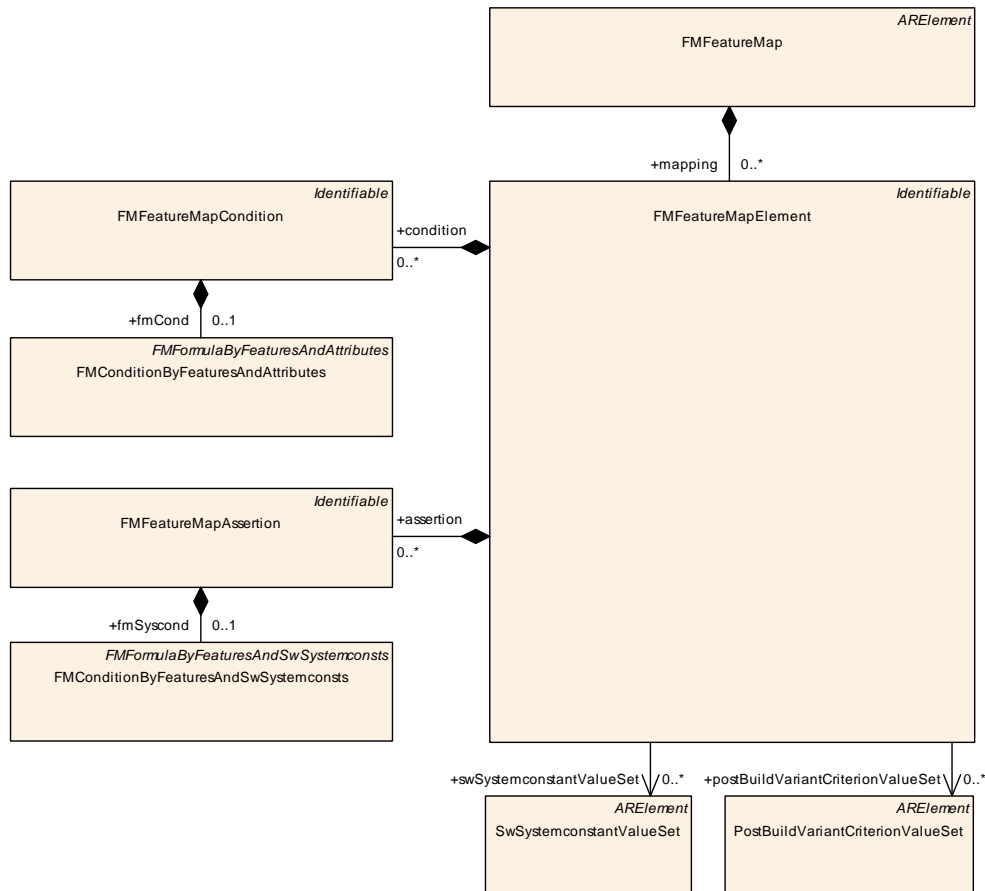 ARElement
FMFeatureMap
+mapping 0..*
Identifiable
FMFeatureMapCondition
Identifiable
FMFeatureMapElement
+condition
0..*
+fmCond 0..1
FMFormulaByFeaturesAndAttributes
FMConditionByFeaturesAndAttributes
Identifiable
FMFeatureMapAssertion
+assertion
0..*
+fmSyscond 0..1
FMFormulaByFeaturesAndSwSystemconsts
FMConditionByFeaturesAndSwSystemconsts
+swSystemconstantValueSet 0..*
+postBuildVariantCriterionValueSet 0..*
ARElement
SwSystemconstantValueSet
ARElement
PostBuildVariantCriterionValueSet